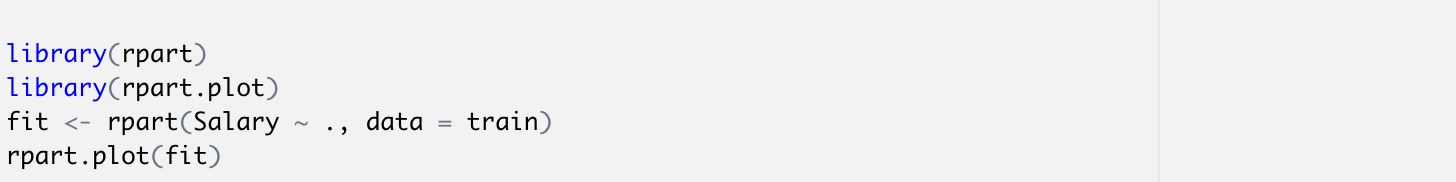 library(rpart)
library(rpart.plot)
fit <- rpart(Salary ~ ., data = train)
rpart.plot(fit)